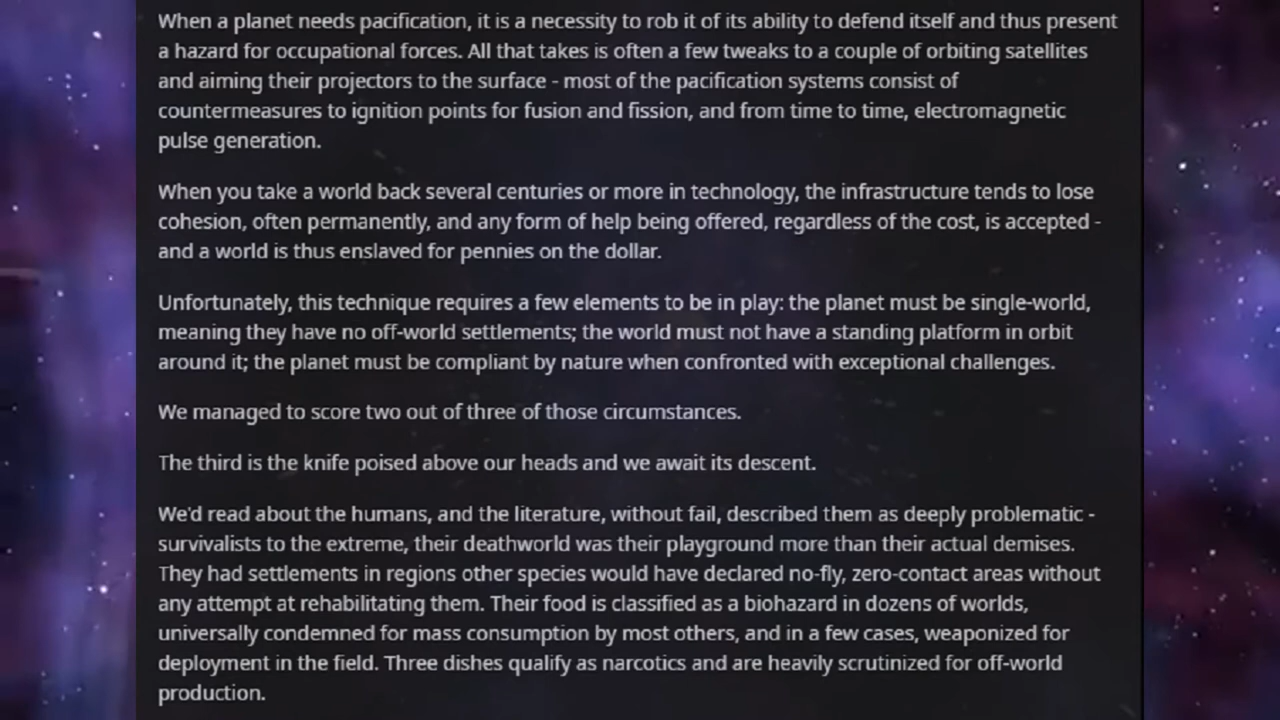 When a planet needs pacification, it is a necessity to rob it of its ability to defend itself and thus present
a hazard for occupational forces. All that takes is often a few tweaks to a couple of orbiting satellites
and aiming their projectors to the surface - most of the pacification systems consist of
countermeasures to ignition points for fusion and fission, and from time to time, electromagnetic
pulse generation.
When you take a world back several centuries or more in technology, the infrastructure tends to lose
cohesion, often permanently, and any form of help being offered, regardless of the cost, is accepted -
and a world is thus enslaved for pennies on the dollar.
Unfortunately, this technique requires a few elements to be in play: the planet must be single-world,
meaning they have no off-world settlements; the world must not have a standing platform in orbit
around it; the planet must be compliant by nature when confronted with exceptional challenges.
We managed to score two out of three of those circumstances.
The third is the knife poised above our heads and we await its descent.
We'd read about the humans, and the literature, without fail, described them as deeply problematic -
survivalists to the extreme, their deathworld was their playground more than their actual demises.
They had settlements in regions other species would have declared no-fly, zero-contact areas without
any attempt at rehabilitating them. Their food is classified as a biohazard in dozens of worlds,
universally condemned for mass consumption by most others, and in a few cases, weaponized for
deployment in the field. Three dishes qualify as narcotics and are heavily scrutinized for off-world
production.